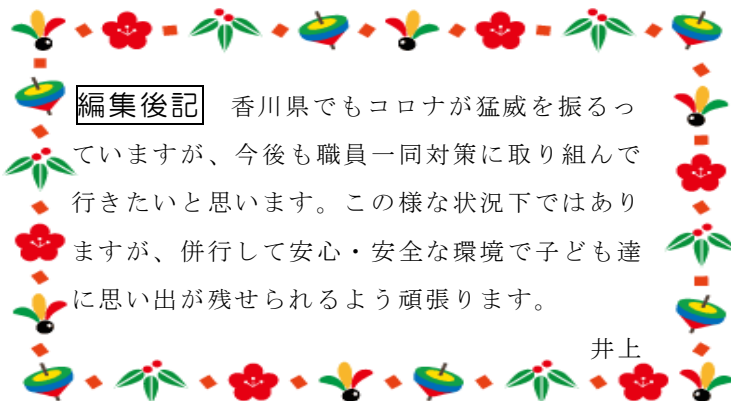 編集後記　香川県でもコロナが猛威を振るっ
ていますが、今後も職員一同対策に取り組んで
行きたいと思います。この様な状況下ではあり
ますが、併行して安心・安全な環境で子ども達
に思い出が残せられるよう頑張ります。
井上